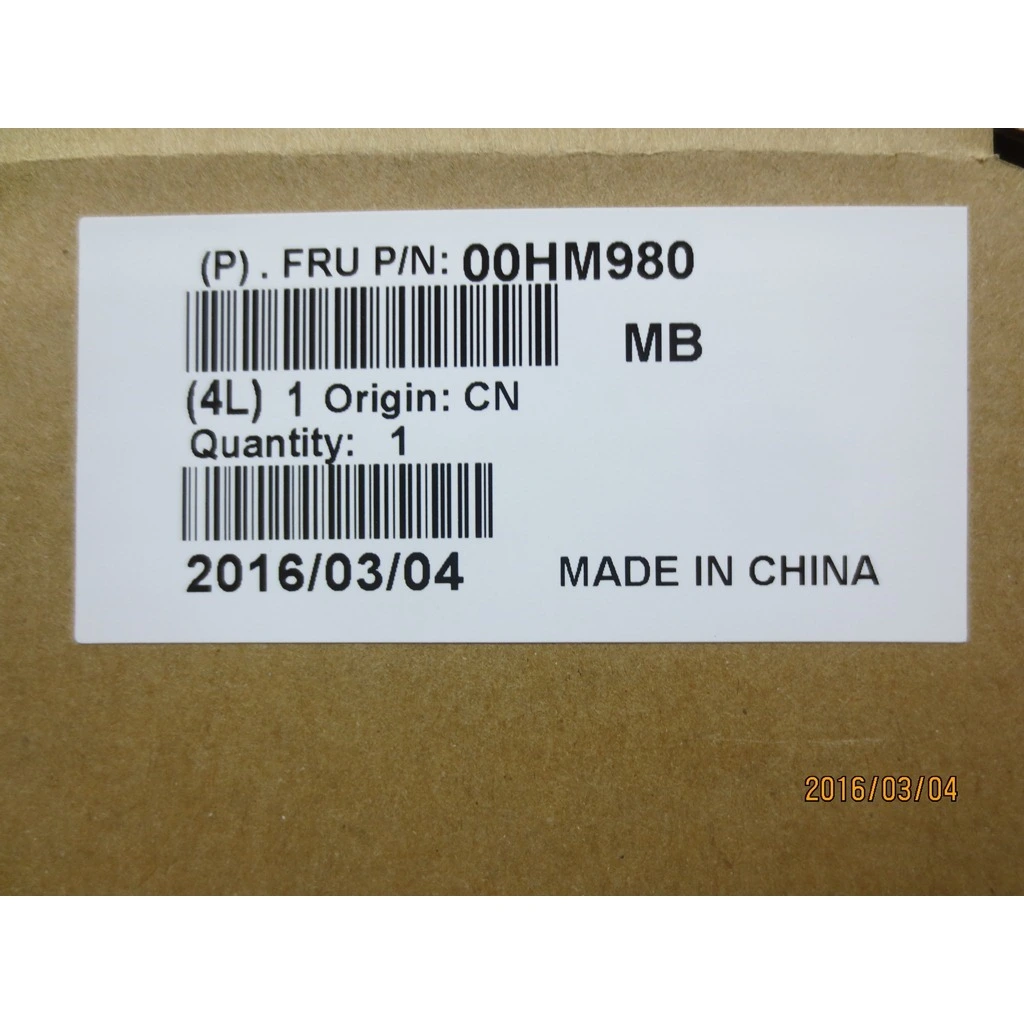 (P) . FRU P/N: 00HM980
MB
(4L) 1 Origin: CN
Quantity: 1
2016/03/04 MADE IN CHINA
2016/03/04